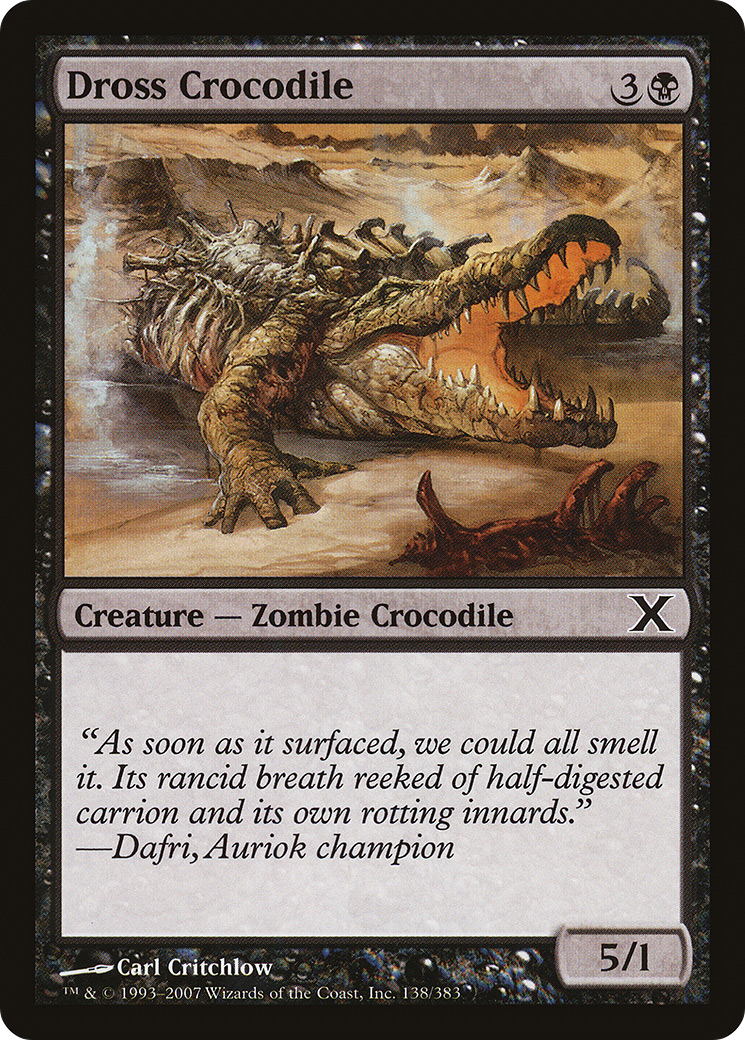 Dross Crocodile
3
Creature — Zombie Crocodile
X
“As soon as it surfaced, we could all smell
it. Its rancid breath reeked of half-digested
carrion and its own rotting innards.”
—Dafri, Auriok champion
5/1
Carl Critchlow
™ & © 1993–2007 Wizards of the Coast, Inc. 138/383